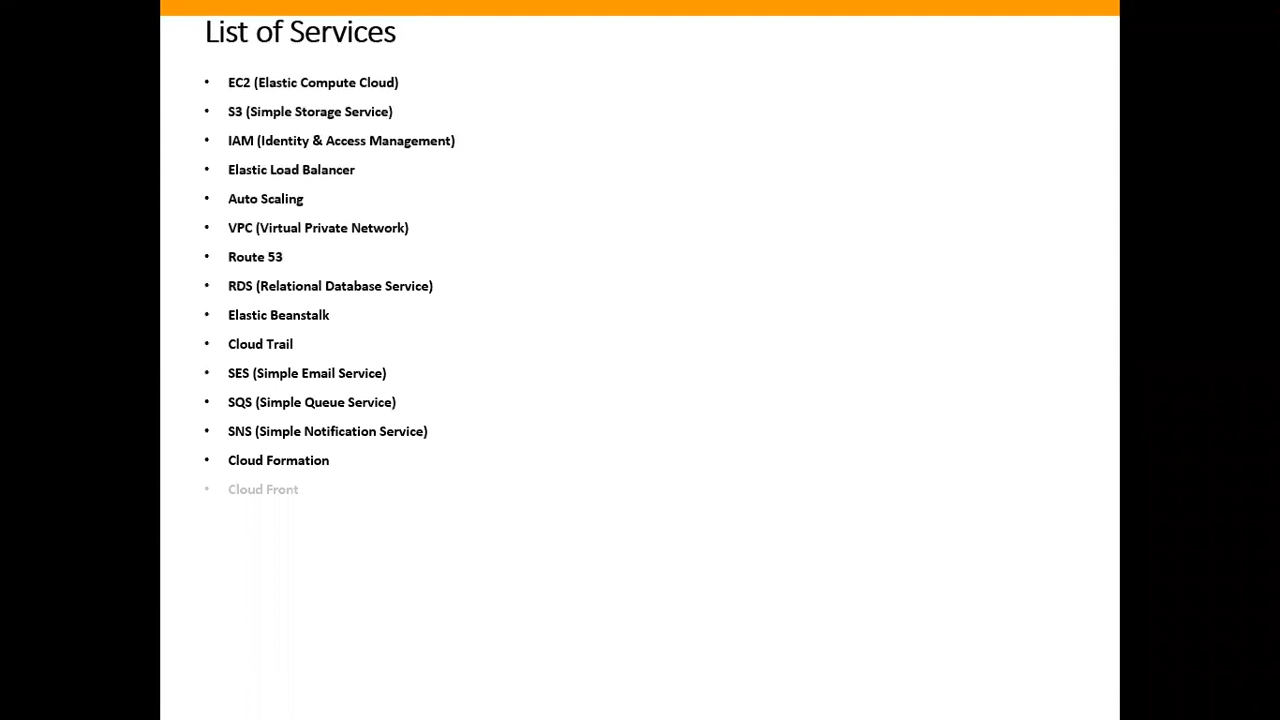 List of Services
• EC2 (Elastic Compute Cloud)
• S3 (Simple Storage Service)
• IAM (Identity & Access Management)
• Elastic Load Balancer
• Auto Scaling
• VPC (Virtual Private Network)
• Route 53
• RDS (Relational Database Service)
• Elastic Beanstalk
• Cloud Trail
• SES (Simple Email Service)
• SQS (Simple Queue Service)
• SNS (Simple Notification Service)
• Cloud Formation
• Cloud Front